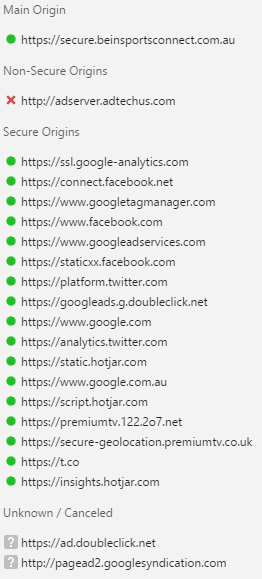 Main Origin
https://secure.beinsportsconnect.com.au
Non-Secure Origins
http://adserver.adtechus.com
Secure Origins
https://ssl.google-analytics.com
https://connect.facebook.net
https://www.googletagmanager.com
https://www.facebook.com
https://www.googleadservices.com
https://staticxx.facebook.com
https://platform.twitter.com
https://googleads.g.doubleclick.net
https://www.google.com
https://analytics.twitter.com
https://static.hotjar.com
https://www.google.com.au
https://script.hotjar.com
https://premiumtv.122.2o7.net
https://secure-geolocation.premiumtv.co.uk
https://t.co
https://insights.hotjar.com
Unknown / Canceled
https://ad.doubleclick.net
http://pagead2.googlesyndication.com